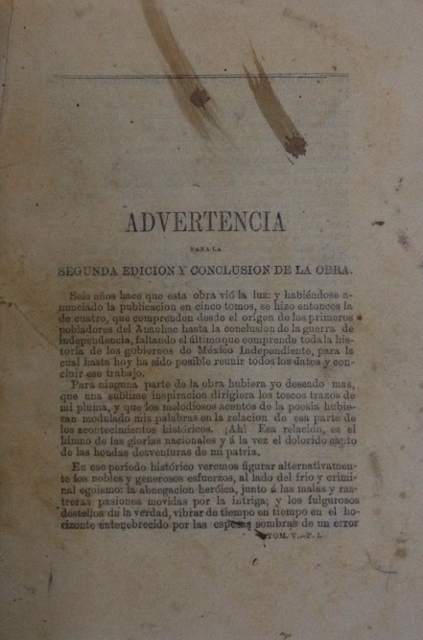 ADVERTENCIA
PARA LA
SEGUNDA EDICION Y CONCLUSION DE LA OBRA.
Seis años hace que esta obra vió la luz: y habiéndose a-
nunciado la publicacion en cinco tomos, se hizo entonces la
de cuatro, que comprenden desde el orígen de los primeros
pobladores del Anahuac hasta la conclusion de la guerra de
independencia, faltando el último que comprende toda la his-
toria de los gobiernos de México Independiente, para la
cual hasta hoy ha sido posible reunir todos los datos y con-
cluir ese trabajo.
Para ninguna parte de la obra hubiera yo deseado mas,
que una sublime inspiracion dirigiera los toscos trazos de
mi pluma, y que los melódiosos acentos de la poesía hubie-
ran modulado mis palabras en la relacion de esa parte de
los acontecimientos históricos. ¡Ah! Esa relacion, es el
himno de las glorias nacionales y á la vez el dolorido canto
de las hondas desventuras de mi patria.
En ese período histórico veremos figurar alternativamen-
te los nobles y generosos esfuerzos, al lado del frio y crimi-
nal egoismo: la abnegacion heróica, junto á las malas y ras-
treras pasiones movidas por la intriga; y los fulgurosos
destellos de la verdad, vibrar de tiempo en tiempo en el ho-
rizonte entenebrecido por las espesas sombras de un error
TOM. V.—P. 1.